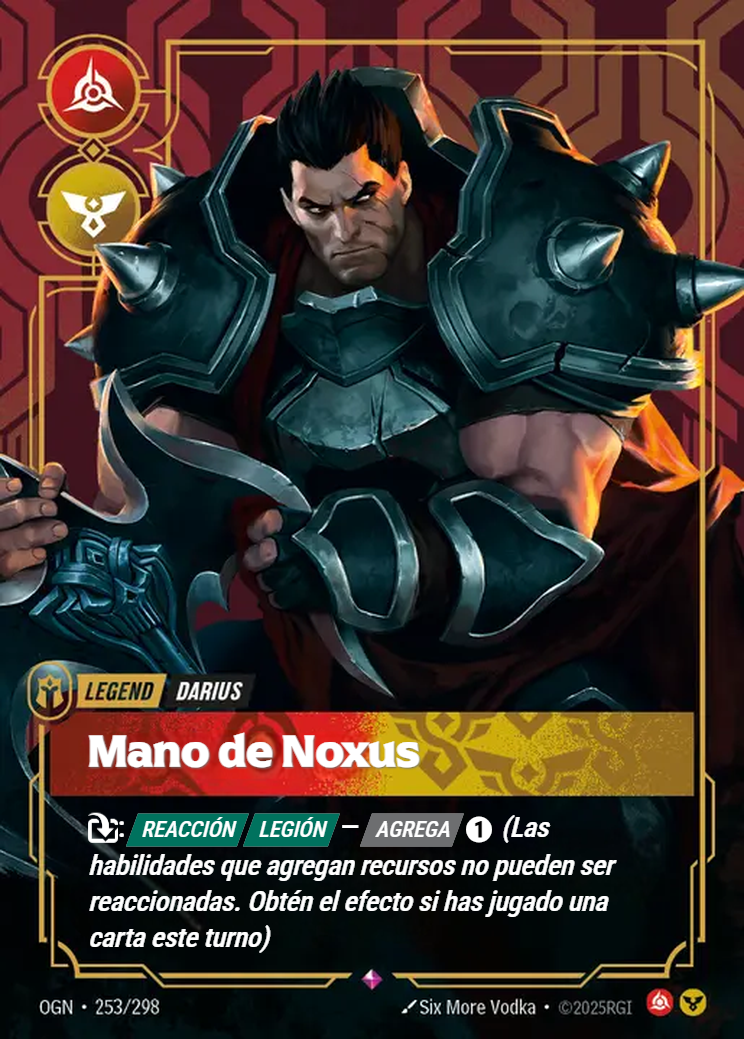 LEGEND DARIUS
Mano de Noxus
: REACCIÓN LEGIÓN — AGREGA 1 (Las
habilidades que agregan recursos no pueden ser
reaccionadas. Obtén el efecto si has jugado una
carta este turno)
OGN • 253/298 Six More Vodka • ©2025RGI